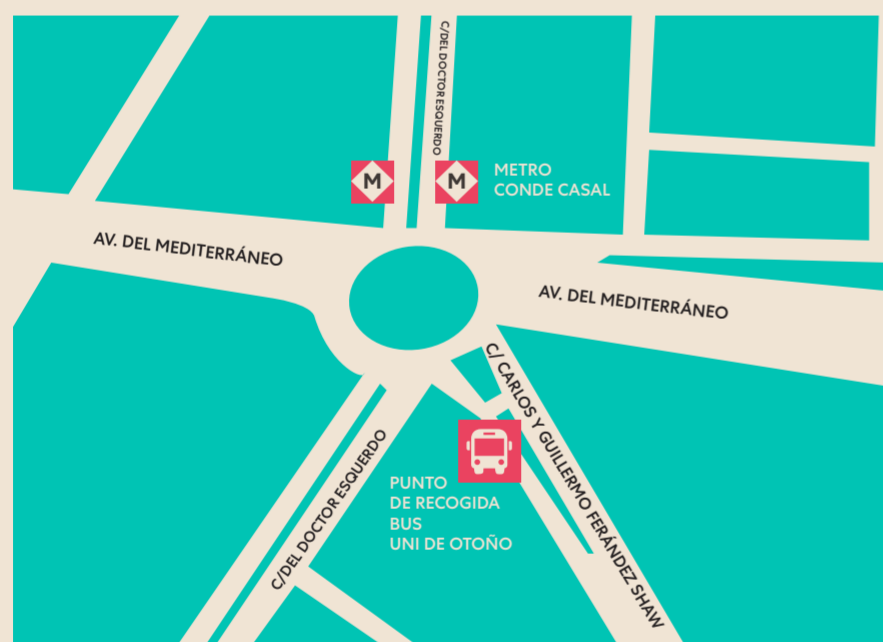 C/DEL DOCTOR ESQUERDO
M
M
METRO
CONDE CASAL
AV. DEL MEDITERRÁNEO
AV. DEL MEDITERRÁNEO
C/ CARLOS Y GUILLERMO FERÁNDEZ SHAW
C/DEL DOCTOR ESQUERDO
PUNTO
DE RECOGIDA
BUS
UNI DE OTOÑO